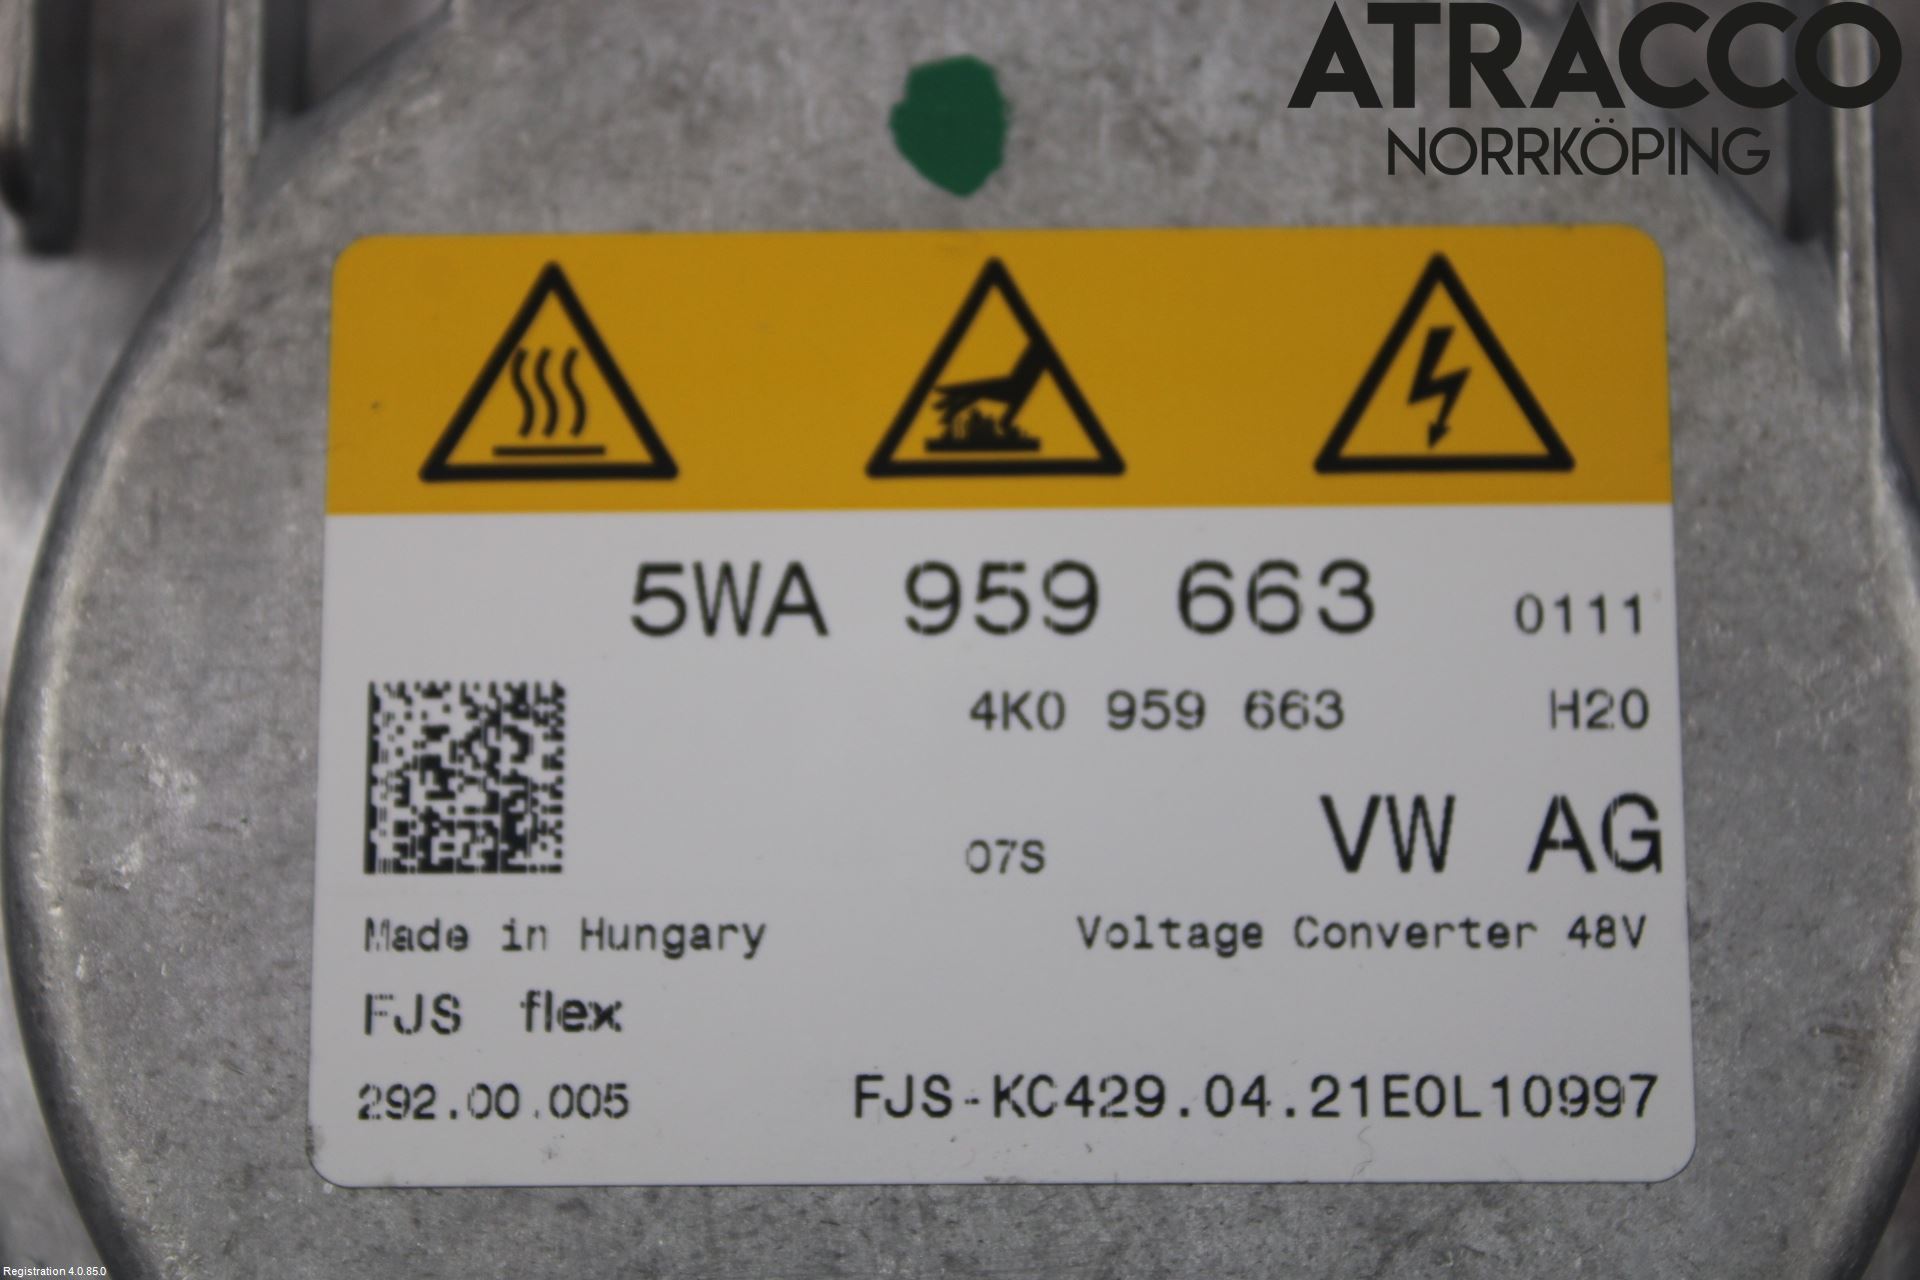 ATRACCO
NORRKÖPING
5WA 959 663 0111
4K0 959 663 H20
07S VW AG
Made in Hungary Voltage Converter 48V
FJS flex
292.00.005 FJS-KC429.04.21E0L10997
Registration 4.0.85.0